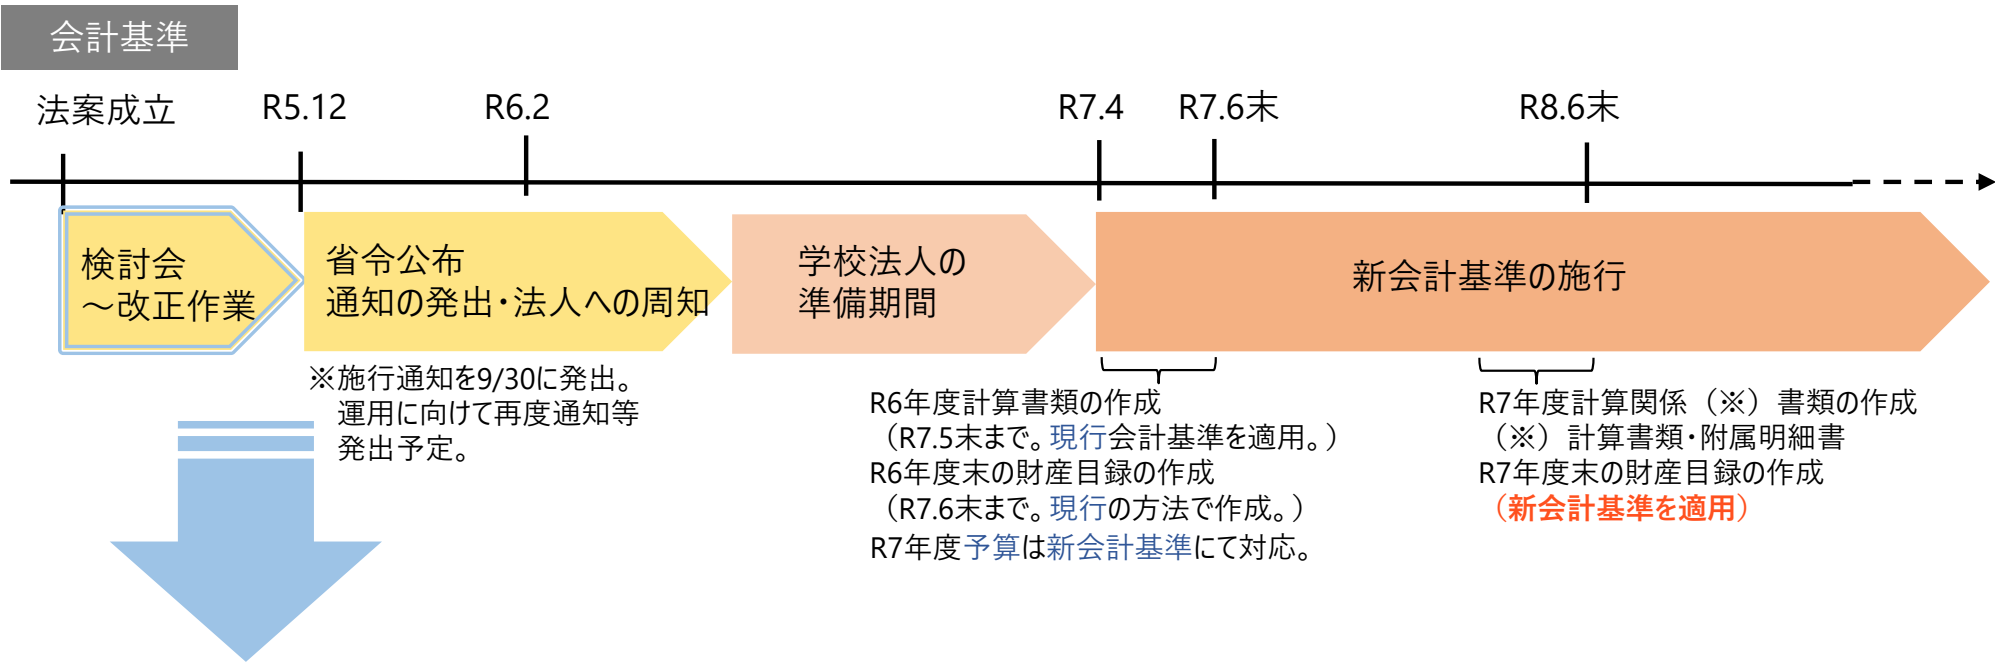 会計基準
法案成立
R5.12
R6.2
R7.4
R7.6末
R8.6末
検討会
～改正作業
省令公布
通知の発出・法人への周知
学校法人の
準備期間
新会計基準の施行
※施行通知を9/30に発出。
運用に向けて再度通知等
発出予定。
R6年度計算書類の作成
（R7.5末まで。現行会計基準を適用。）
R6年度末の財産目録の作成
（R7.6末まで。現行の方法で作成。）
R7年度予算は新会計基準にて対応。
R7年度計算関係（※）書類の作成
（※）計算書類・附属明細書
R7年度末の財産目録の作成
（新会計基準を適用）